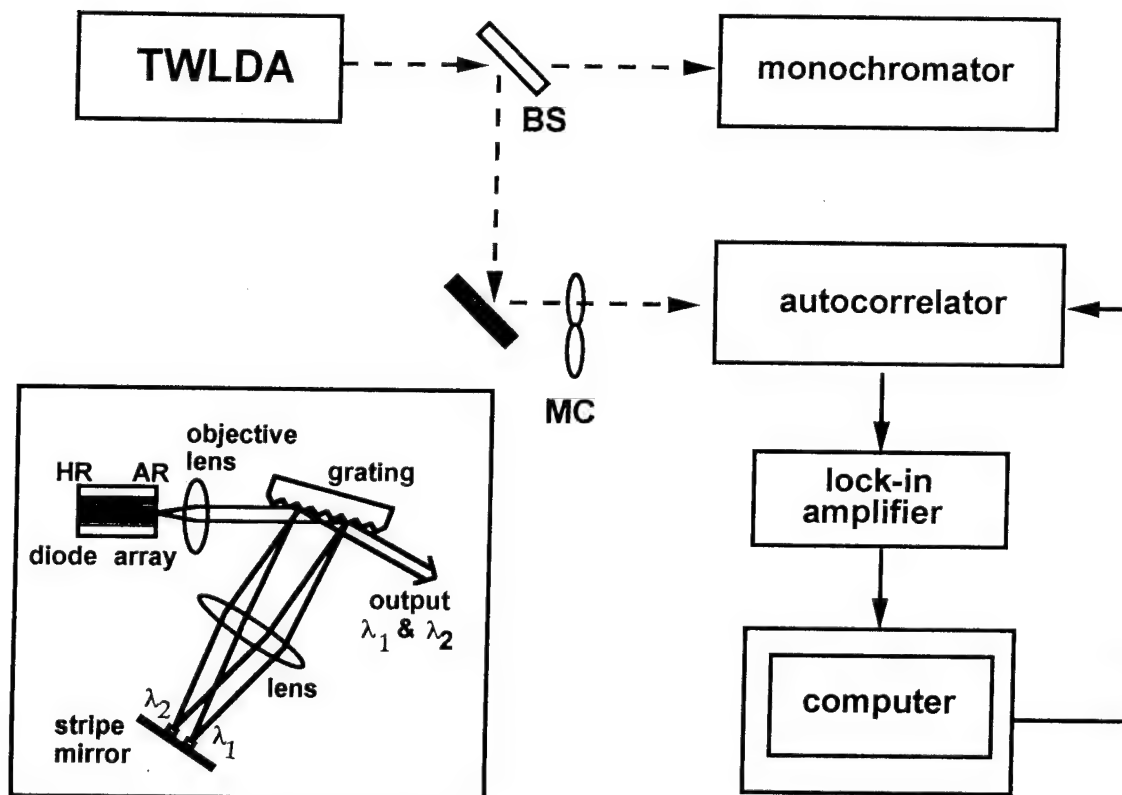 TWLDA
BS
monochromator
autocorrelator
MC
lock-in
amplifier
computer
objective
lens
HR
AR
grating
diode array
output
λ1 & λ2
lens
λ2
λ1
stripe
mirror